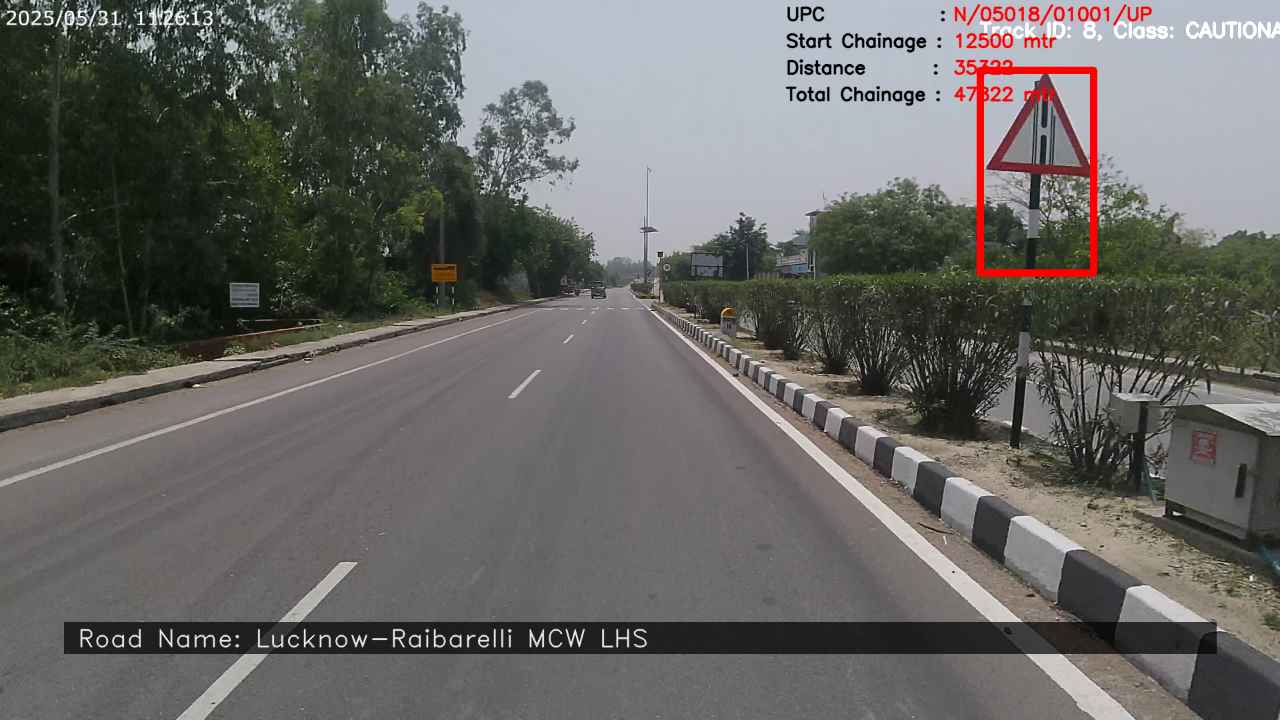 2025/05/31 11:26:13
UPC : N/05018/01001/UP
Track ID: 8, Class: CAUTIONA
Start Chainage : 12500 mtr
Distance : 35322
Total Chainage : 47822 mtr
Road Name: Lucknow-Raibarelli MCW LHS